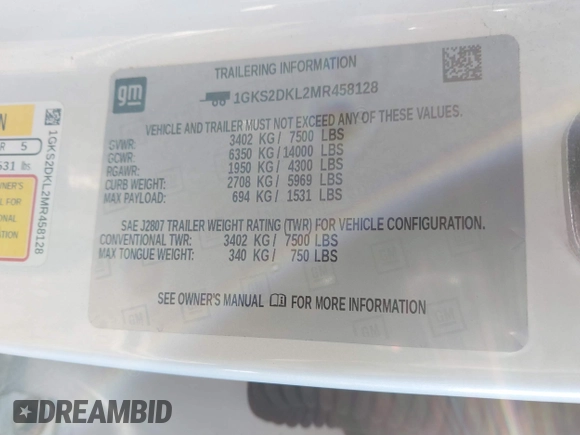 TRAILERING INFORMATION
gm
1GKS2DKL2MR458128
VEHICLE AND TRAILER MUST NOT EXCEED ANY OF THESE VALUES.
GVWR: 3402 KG / 7500 LBS
GCWR: 6350 KG / 14000 LBS
RGAWR: 1950 KG / 4300 LBS
CURB WEIGHT: 2708 KG / 5969 LBS
MAX PAYLOAD: 694 KG / 1531 LBS
SAE J2807 TRAILER WEIGHT RATING (TWR) FOR VEHICLE CONFIGURATION.
CONVENTIONAL TWR: 3402 KG / 7500 LBS
MAX TONGUE WEIGHT: 340 KG / 750 LBS
SEE OWNER'S MANUAL FOR MORE INFORMATION
1GKS2DKL2MR458128
5
DREAMBID